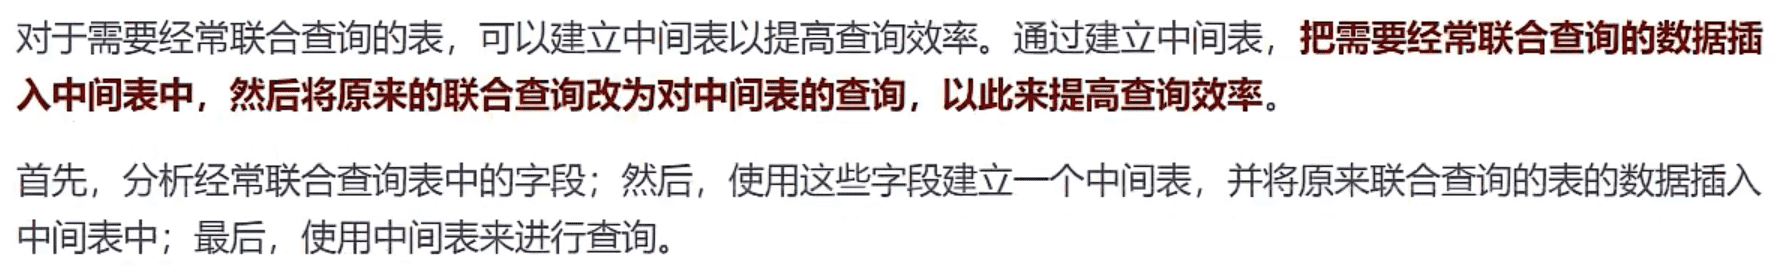 对于需要经常联合查询的表，可以建立中间表以提高查询效率。通过建立中间表，把需要经常联合查询的数据插
入中间表中，然后将原来的联合查询改为对中间表的查询，以此来提高查询效率。
首先，分析经常联合查询表中的字段；然后，使用这些字段建立一个中间表，并将原来联合查询的表的数据插入
中间表中；最后，使用中间表来进行查询。